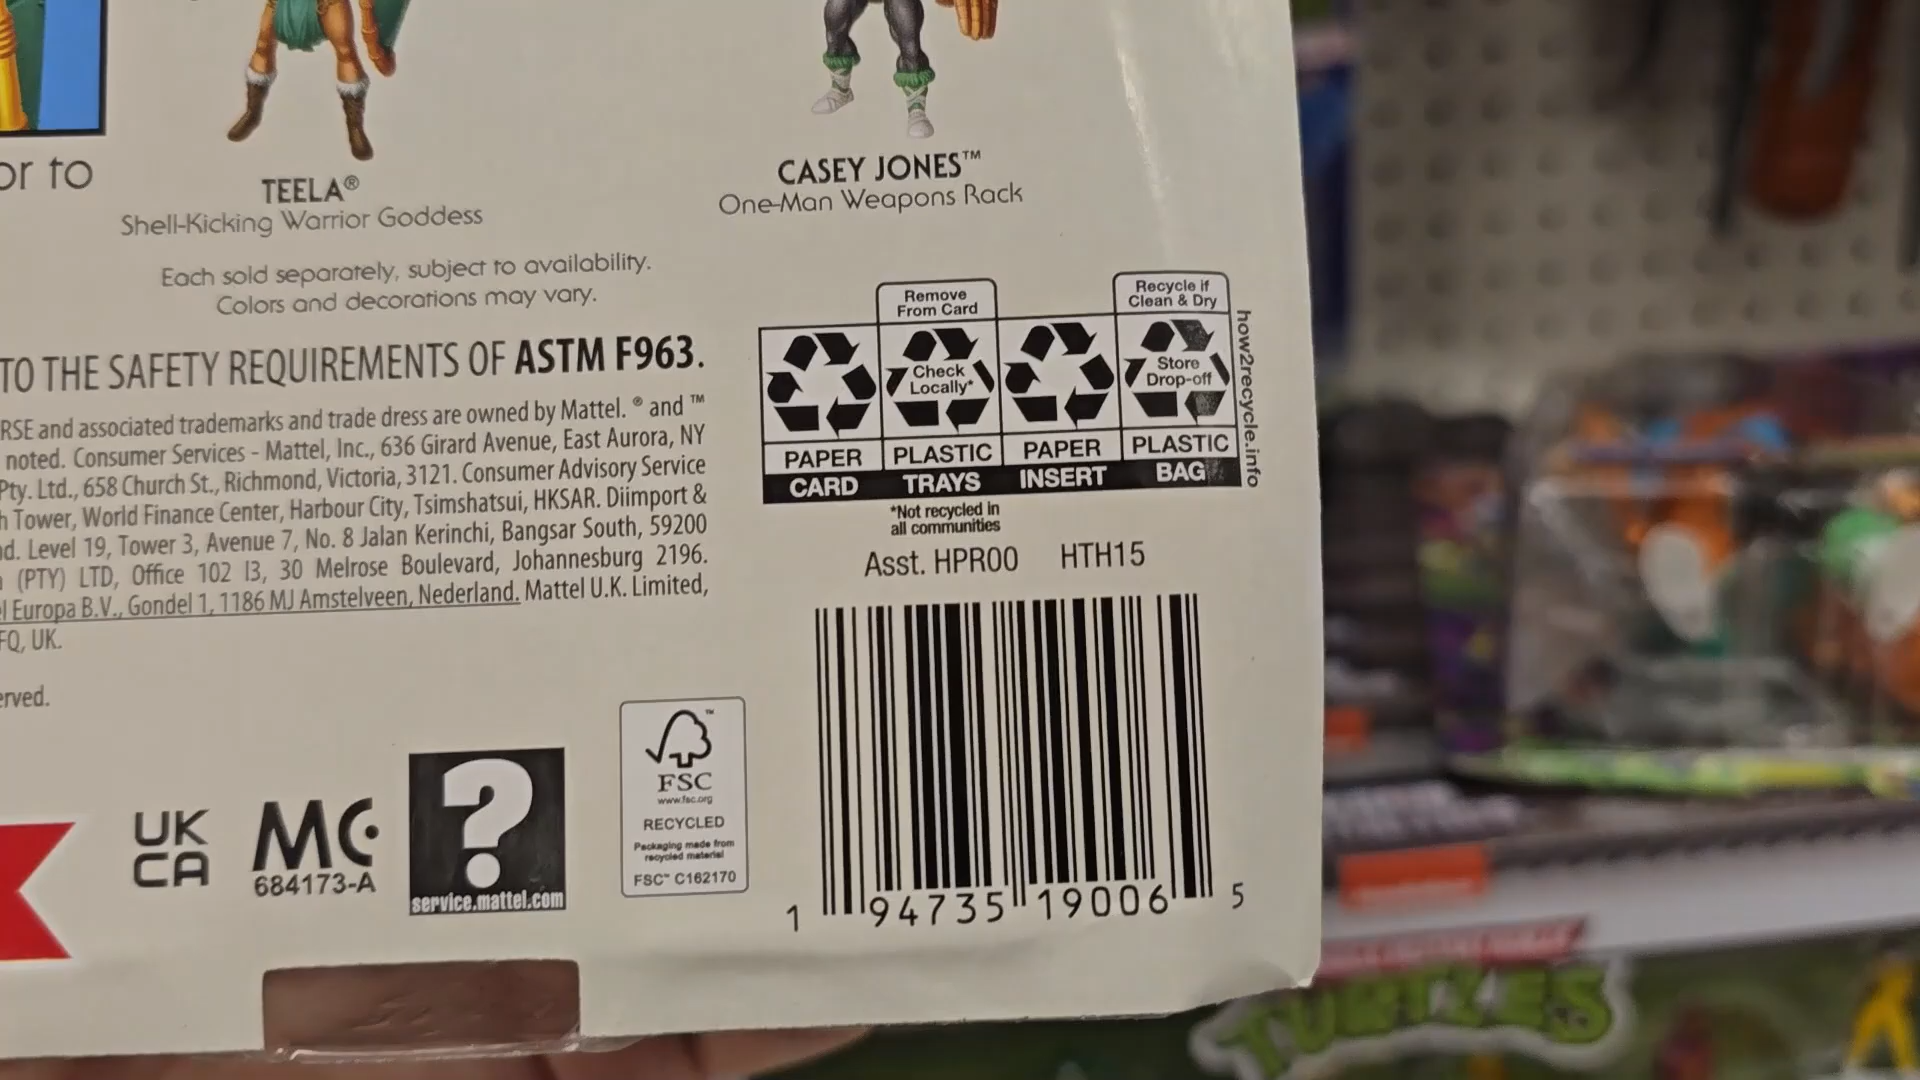 or to
TEELA®
Shell-Kicking Warrior Goddess
CASEY JONES™
One-Man Weapons Rack
Each sold separately, subject to availability.
Colors and decorations may vary.
TO THE SAFETY REQUIREMENTS OF ASTM F963.
RSE and associated trademarks and trade dress are owned by Mattel. ® and ™
noted. Consumer Services - Mattel, Inc., 636 Girard Avenue, East Aurora, NY
Pty. Ltd., 658 Church St., Richmond, Victoria, 3121. Consumer Advisory Service
h Tower, World Finance Center, Harbour City, Tsimshatsui, HKSAR. Diimport &
d. Level 19, Tower 3, Avenue 7, No. 8 Jalan Kerinchi, Bangsar South, 59200
(PTY) LTD, Office 102 I3, 30 Melrose Boulevard, Johannesburg 2196.
l Europa B.V., Gondel 1, 1186 MJ Amstelveen, Nederland. Mattel U.K. Limited,
FQ, UK.
erved.
Remove
From Card
Recycle if
Clean & Dry
Check
Locally*
Store
Drop-off
PAPER PLASTIC PAPER PLASTIC
CARD TRAYS INSERT BAG
how2recycle.info
*Not recycled in
all communities
Asst. HPR00 HTH15
1 94735 19006 5
UK
CA
MC
684173-A
?
service.mattel.com
FSC
www.fsc.org
RECYCLED
Packaging made from
recycled material
FSC™ C162170
TURTLES